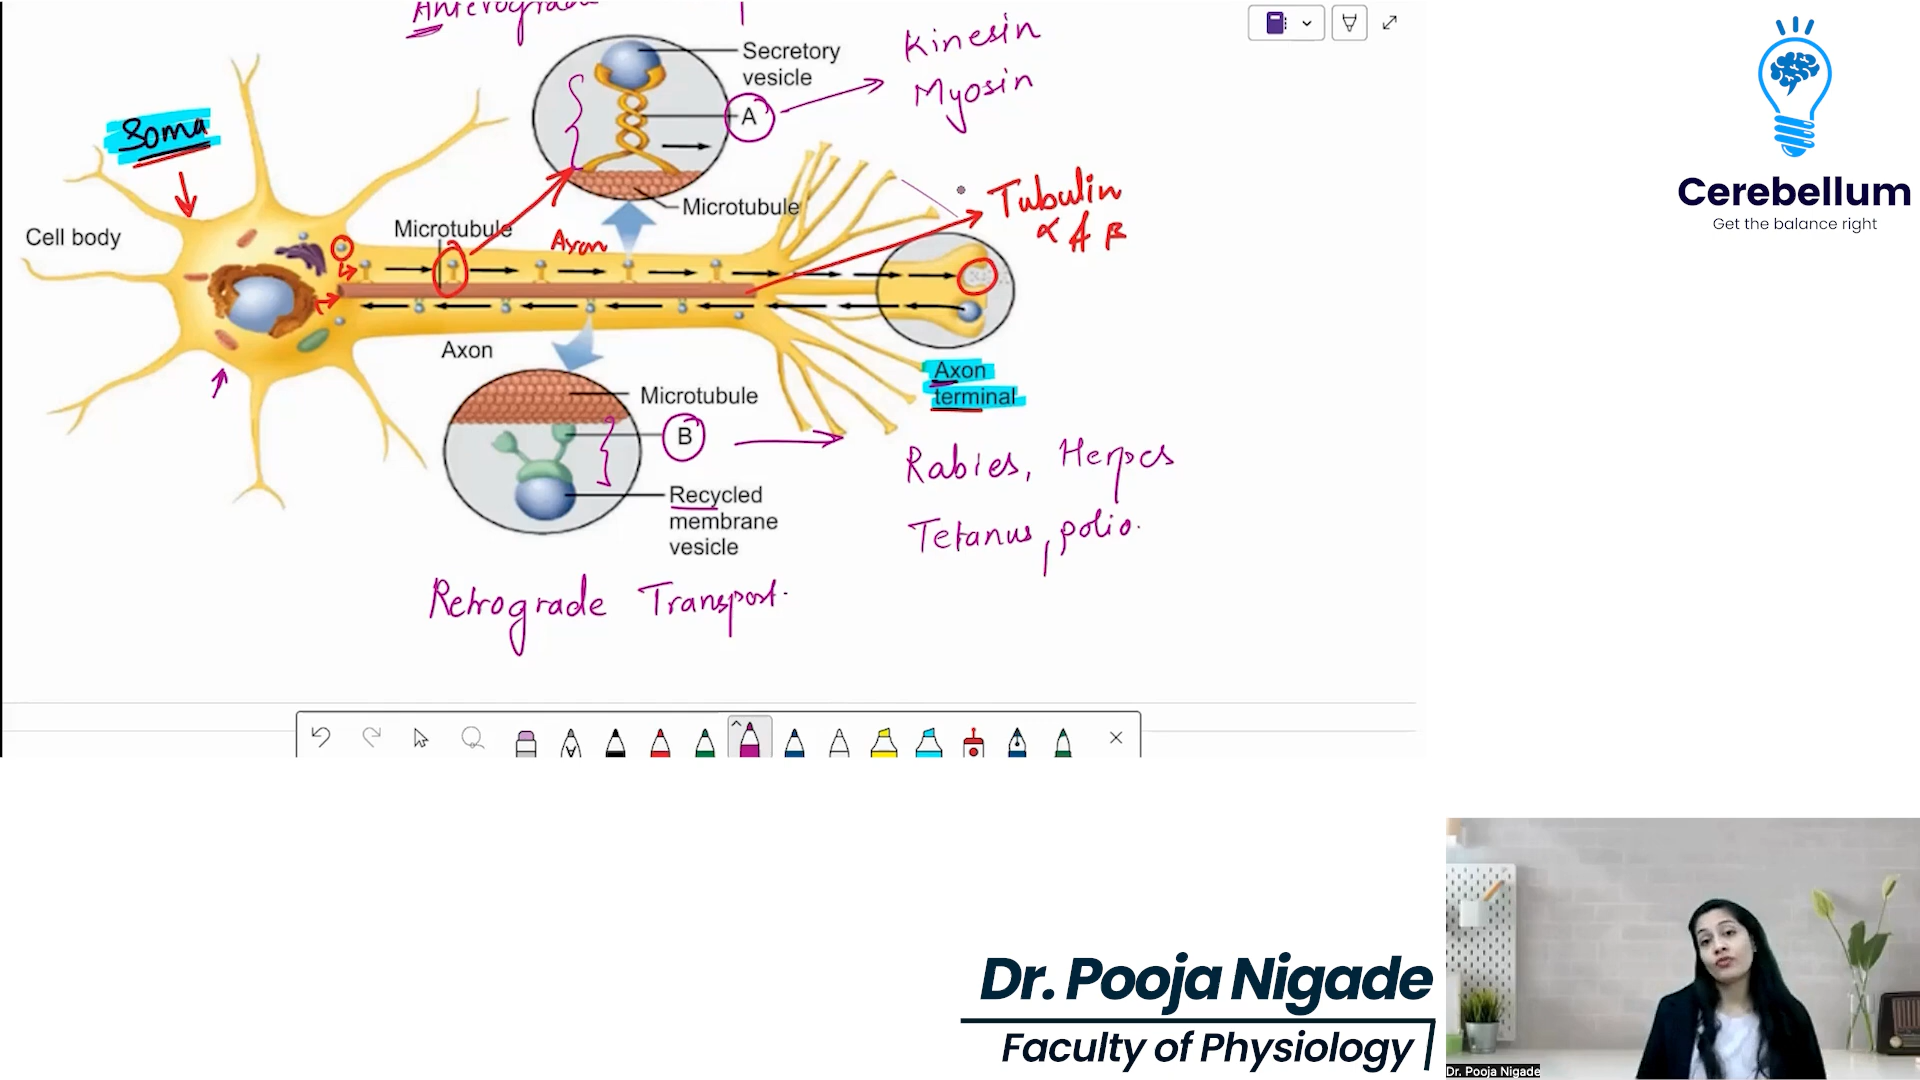 Anterograde
Secretory
vesicle
A
Kinesin
Myosin
Microtubule
Soma
Cell body
Microtubule
Axon
Tubulin
α & β
Axon
Axon
terminal
Microtubule
B
Recycled
membrane
vesicle
Rabies, Herpes
Tetanus, polio.
Retrograde Transport.
Cerebellum
Get the balance right
Dr. Pooja Nigade
Faculty of Physiology
Dr. Pooja Nigade